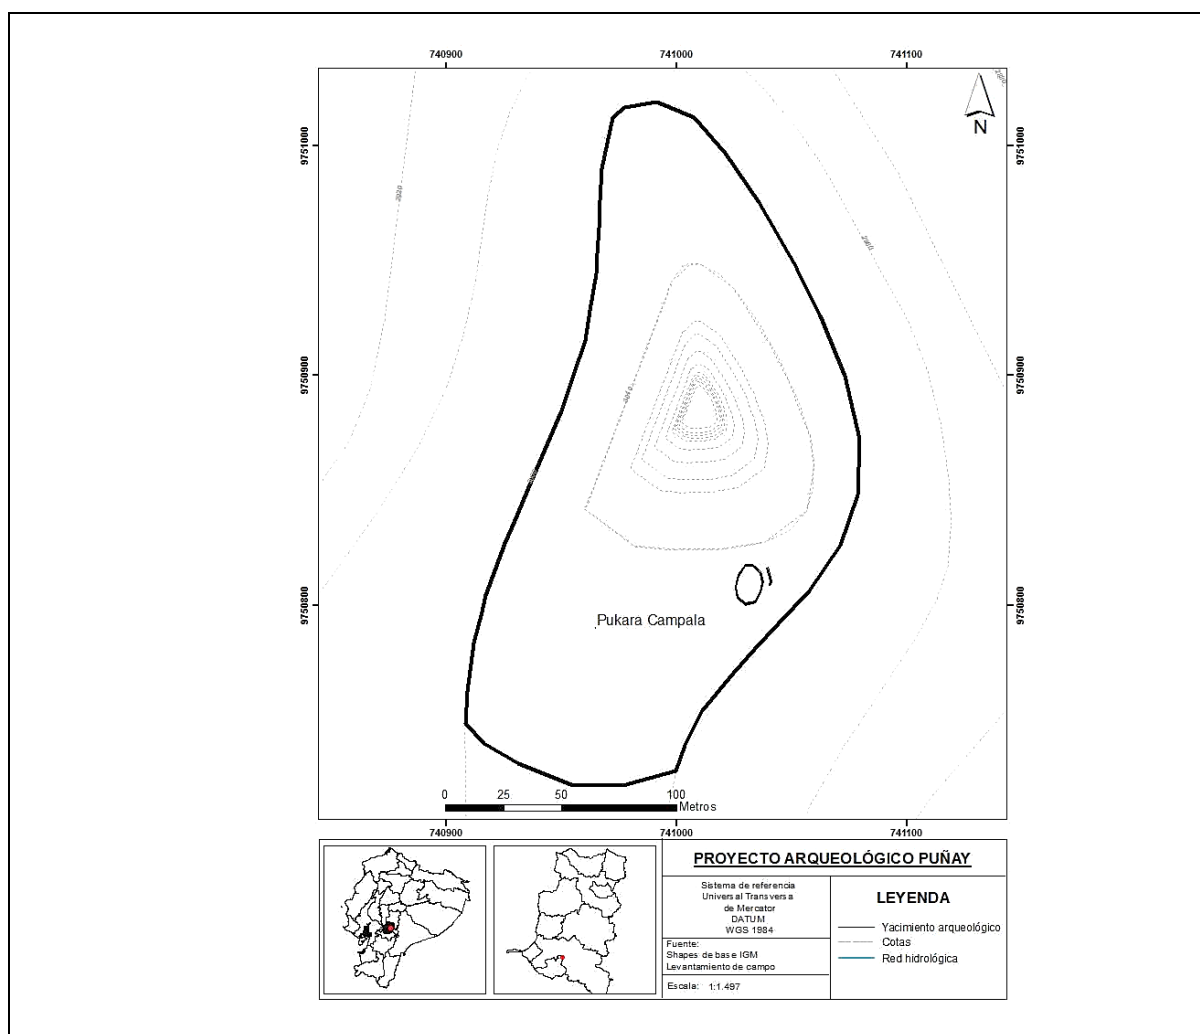 740900 741000 741100
9751000 9751000
N
2920
2960
9750900 9750900
9750800 9750800
Pukara Campala
0 25 50 100
Metros
740900 741000 741100
PROYECTO ARQUEOLÓGICO PUÑAY
Sistema de referencia
Universal Transversa
de Mercator
DATUM
WGS 1984
Fuente:
Shapes de base IGM
Levantamiento de campo
Escala: 1:1.497
LEYENDA
Yacimiento arqueológico
Cotas
Red hidrológica